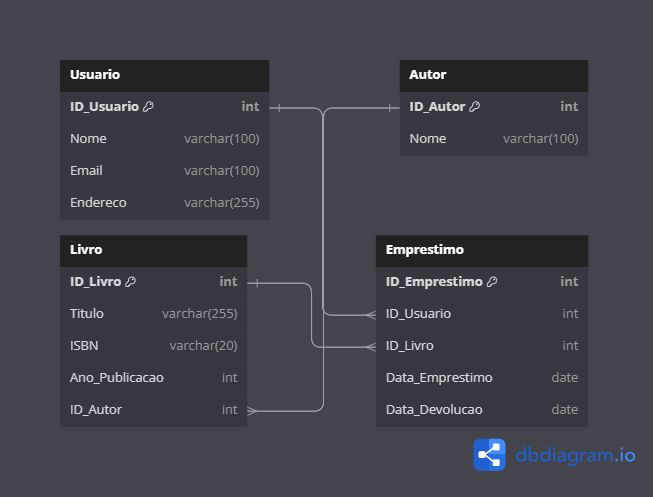 Usuario
ID_Usuario int
Nome varchar(100)
Email varchar(100)
Endereco varchar(255)
Autor
ID_Autor int
Nome varchar(100)
Livro
ID_Livro int
Titulo varchar(255)
ISBN varchar(20)
Ano_Publicacao int
ID_Autor int
Emprestimo
ID_Emprestimo int
ID_Usuario int
ID_Livro int
Data_Emprestimo date
Data_Devolucao date
dbdiagram.io